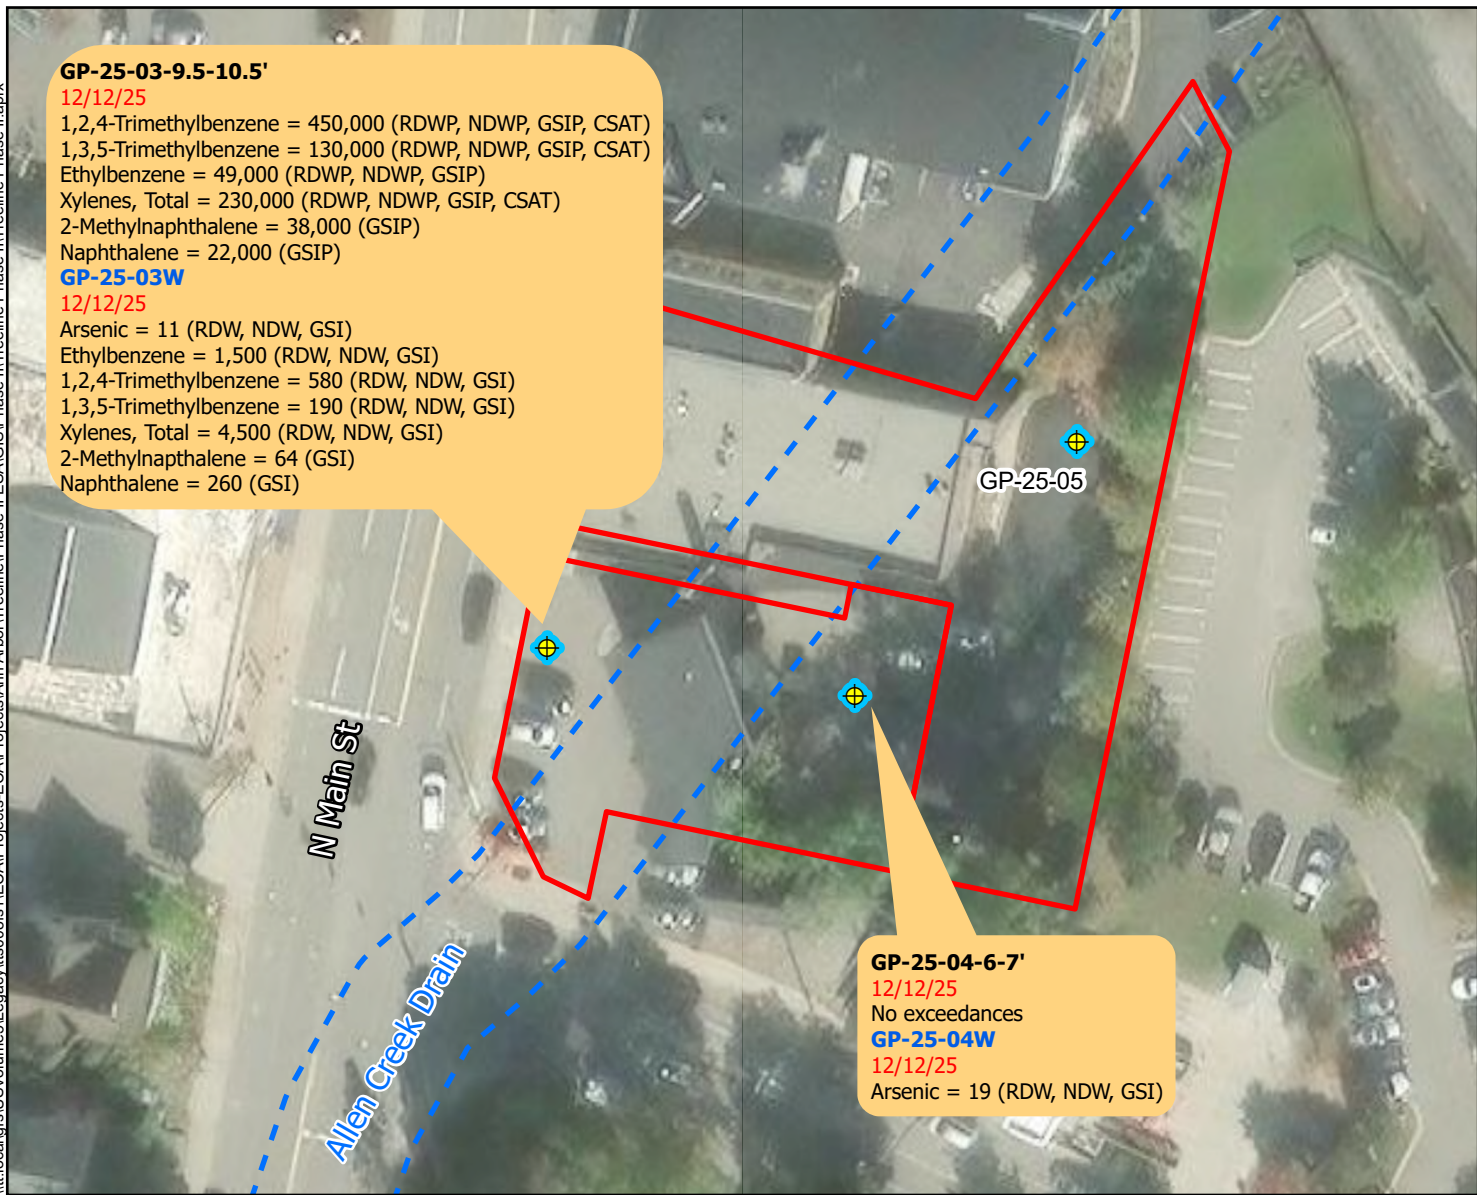 GP-25-03-9.5-10.5'
12/12/25
1,2,4-Trimethylbenzene = 450,000 (RDWP, NDWP, GSIP, CSAT)
1,3,5-Trimethylbenzene = 130,000 (RDWP, NDWP, GSIP, CSAT)
Ethylbenzene = 49,000 (RDWP, NDWP, GSIP)
Xylenes, Total = 230,000 (RDWP, NDWP, GSIP, CSAT)
2-Methylnaphthalene = 38,000 (GSIP)
Naphthalene = 22,000 (GSIP)
GP-25-03W
12/12/25
Arsenic = 11 (RDW, NDW, GSI)
Ethylbenzene = 1,500 (RDW, NDW, GSI)
1,2,4-Trimethylbenzene = 580 (RDW, NDW, GSI)
1,3,5-Trimethylbenzene = 190 (RDW, NDW, GSI)
Xylenes, Total = 4,500 (RDW, NDW, GSI)
2-Methylnapthalene = 64 (GSI)
Naphthalene = 260 (GSI)
GP-25-05
N Main St
Allen Creek Drain
GP-25-04-6-7'
12/12/25
No exceedances
GP-25-04W
12/12/25
Arsenic = 19 (RDW, NDW, GSI)